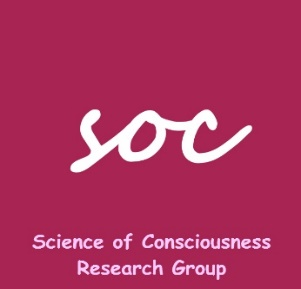 soc
Science of Consciousness
Research Group